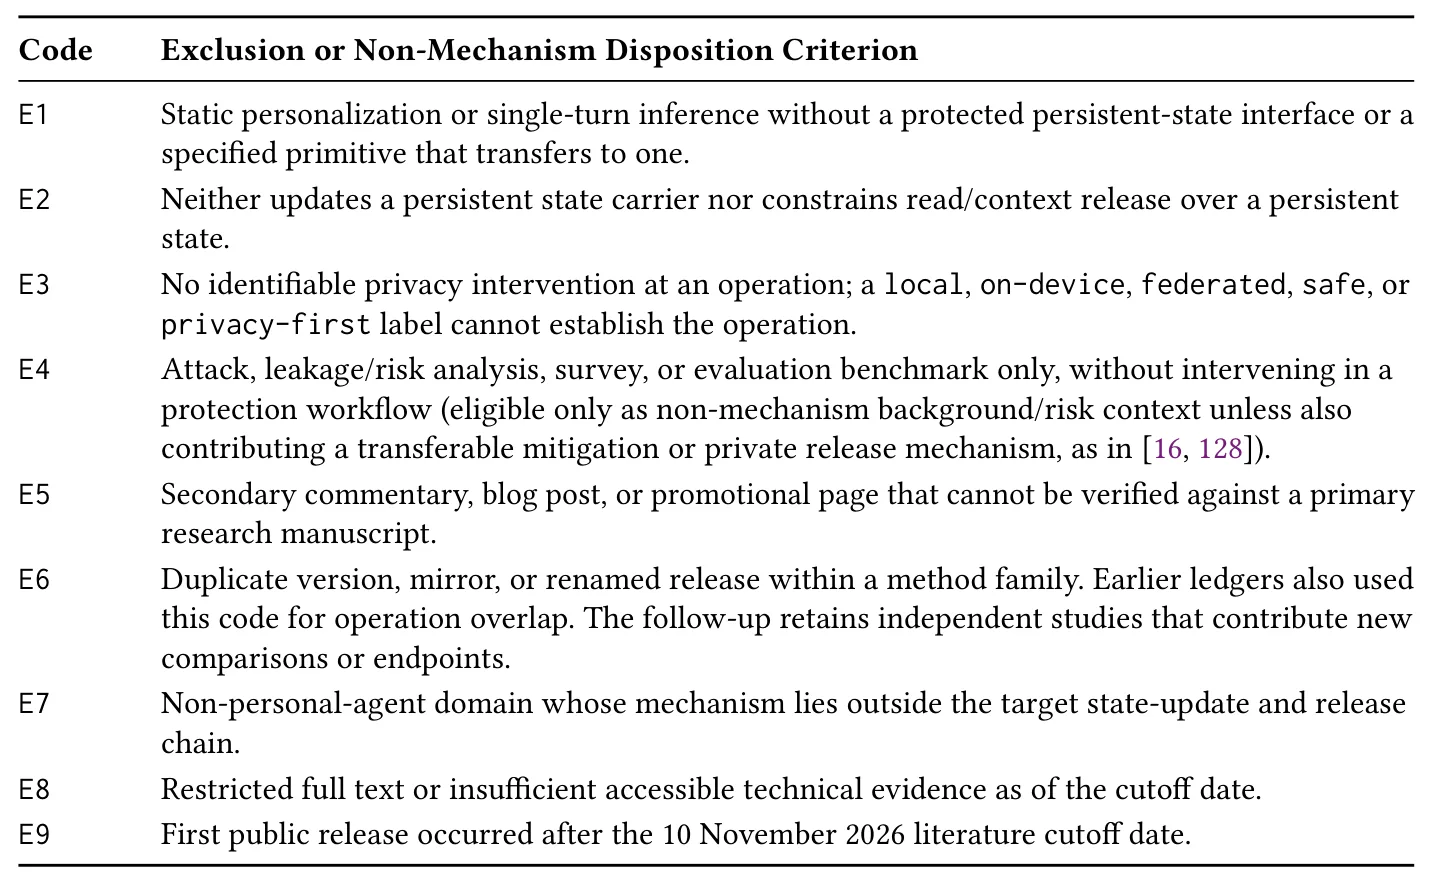 Code Exclusion or Non-Mechanism Disposition Criterion
E1 Static personalization or single-turn inference without a protected persistent-state interface or a
specified primitive that transfers to one.
E2 Neither updates a persistent state carrier nor constrains read/context release over a persistent
state.
E3 No identifiable privacy intervention at an operation; a local, on-device, federated, safe, or
privacy-first label cannot establish the operation.
E4 Attack, leakage/risk analysis, survey, or evaluation benchmark only, without intervening in a
protection workflow (eligible only as non-mechanism background/risk context unless also
contributing a transferable mitigation or private release mechanism, as in [16, 128]).
E5 Secondary commentary, blog post, or promotional page that cannot be verified against a primary
research manuscript.
E6 Duplicate version, mirror, or renamed release within a method family. Earlier ledgers also used
this code for operation overlap. The follow-up retains independent studies that contribute new
comparisons or endpoints.
E7 Non-personal-agent domain whose mechanism lies outside the target state-update and release
chain.
E8 Restricted full text or insufficient accessible technical evidence as of the cutoff date.
E9 First public release occurred after the 10 November 2026 literature cutoff date.